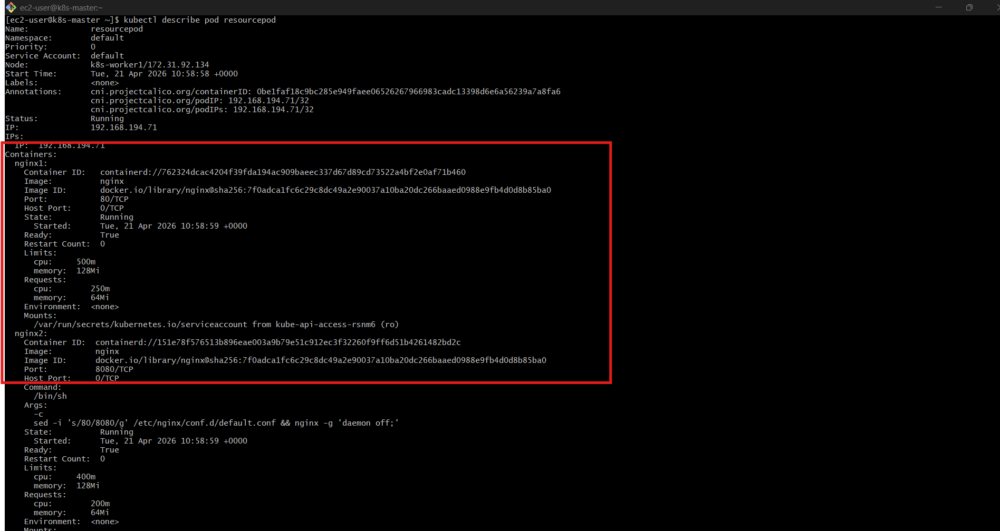 ec2-user@k8s-master:~
[ec2-user@k8s-master ~]$ kubectl describe pod resourcepod
Name:             resourcepod
Namespace:        default
Priority:         0
Service Account:  default
Node:             k8s-worker1/172.31.92.134
Start Time:       Tue, 21 Apr 2026 10:58:58 +0000
Labels:           <none>
Annotations:      cni.projectcalico.org/containerID: 0be1faf18c9bc285e949faee06526267966983cadc13398d6e6a56239a7a8fa6
                  cni.projectcalico.org/podIP: 192.168.194.71/32
                  cni.projectcalico.org/podIPs: 192.168.194.71/32
Status:           Running
IP:               192.168.194.71
IPs:
  IP:  192.168.194.71
Containers:
  nginx1:
    Container ID:   containerd://762324dcac4204f39fda194ac909baeec337d67d89cd73522a4bf2e0af71b460
    Image:          nginx
    Image ID:       docker.io/library/nginx@sha256:7f0adca1fc6c29c8dc49a2e90037a10ba20dc266baaed0988e9fb4d0d8b85ba0
    Port:           80/TCP
    Host Port:      0/TCP
    State:          Running
      Started:      Tue, 21 Apr 2026 10:58:59 +0000
    Ready:          True
    Restart Count:  0
    Limits:
      cpu:     500m
      memory:  128Mi
    Requests:
      cpu:        250m
      memory:     64Mi
    Environment:  <none>
    Mounts:
      /var/run/secrets/kubernetes.io/serviceaccount from kube-api-access-rsnm6 (ro)
  nginx2:
    Container ID:  containerd://151e78f576513b896eae003a9b79e51c912ec3f32260f9ff6d51b4261482bd2c
    Image:         nginx
    Image ID:      docker.io/library/nginx@sha256:7f0adca1fc6c29c8dc49a2e90037a10ba20dc266baaed0988e9fb4d0d8b85ba0
    Port:          8080/TCP
    Host Port:     0/TCP
    Command:
      /bin/sh
    Args:
      -c
      sed -i 's/80/8080/g' /etc/nginx/conf.d/default.conf && nginx -g 'daemon off;'
    State:          Running
      Started:      Tue, 21 Apr 2026 10:58:59 +0000
    Ready:          True
    Restart Count:  0
    Limits:
      cpu:     400m
      memory:  128Mi
    Requests:
      cpu:        200m
      memory:     64Mi
    Environment:  <none>
    Mounts: